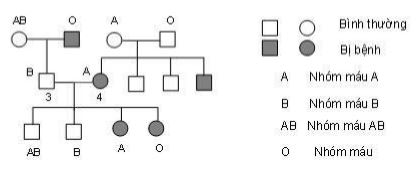 AB O A O
B A
3 4
AB B A O
Bình thường
Bị bệnh
A Nhóm máu A
B Nhóm máu B
AB Nhóm máu AB
O Nhóm máu